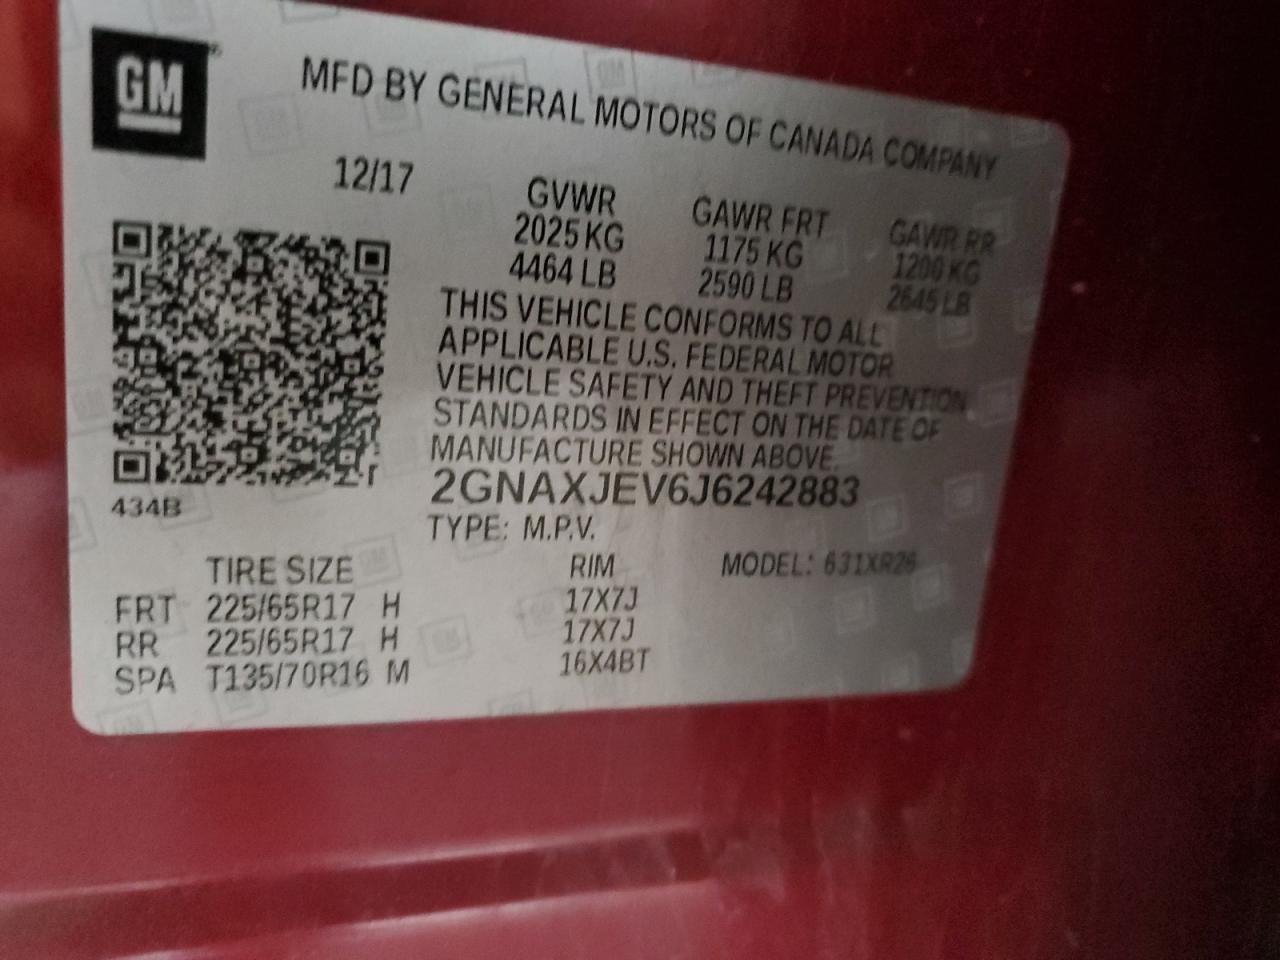 GM
MFD BY GENERAL MOTORS OF CANADA COMPANY
12/17
GVWR GAWR FRT GAWR RR
2025 KG 1175 KG 1200 KG
4464 LB 2590 LB 2645 LB
THIS VEHICLE CONFORMS TO ALL
APPLICABLE U.S. FEDERAL MOTOR
VEHICLE SAFETY AND THEFT PREVENTION
STANDARDS IN EFFECT ON THE DATE OF
MANUFACTURE SHOWN ABOVE.
2GNAXJEV6J6242883
434B
TYPE: M.P.V.
TIRE SIZE RIM MODEL: 631XR26
FRT 225/65R17 H 17X7J
RR 225/65R17 H 17X7J
SPA T135/70R16 M 16X4BT